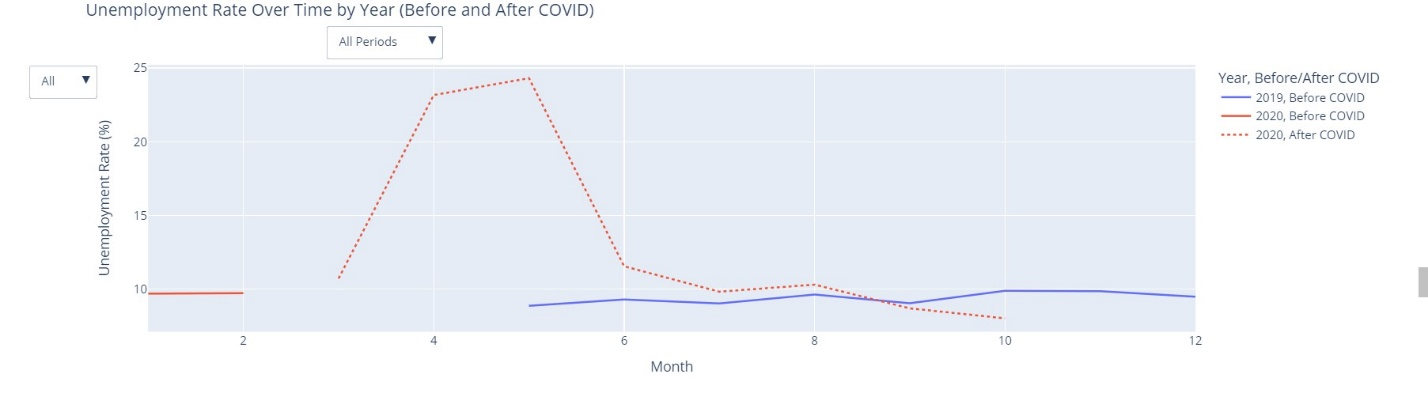 Unemployment Rate Over Time by Year (Before and After COVID)
All Periods
All
Unemployment Rate (%)
25
20
15
10
2
4
6
8
10
12
Month
Year, Before/After COVID
2019, Before COVID
2020, Before COVID
2020, After COVID